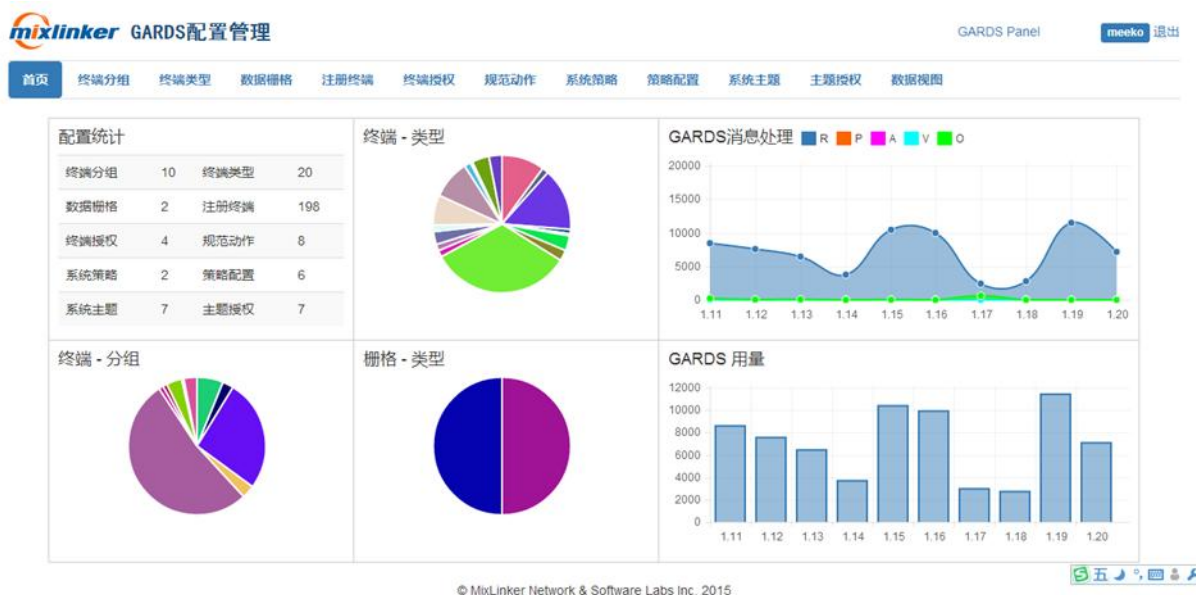 mixlinker GARDS配置管理
GARDS Panel
meeko 退出
首页 终端分组 终端类型 数据栅格 注册终端 终端授权 规范动作 系统策略 策略配置 系统主题 主题授权 数据视图
配置统计
终端分组 10 终端类型 20
数据栅格 2 注册终端 198
终端授权 4 规范动作 8
系统策略 2 策略配置 6
系统主题 7 主题授权 7
终端 - 类型
GARDS消息处理 R P A V O
20000
15000
10000
5000
0
1.11 1.12 1.13 1.14 1.15 1.16 1.17 1.18 1.19 1.20
终端 - 分组
栅格 - 类型
GARDS 用量
12000
10000
8000
6000
4000
2000
0
1.11 1.12 1.13 1.14 1.15 1.16 1.17 1.18 1.19 1.20
五
© MixLinker Network & Software Labs Inc. 2015